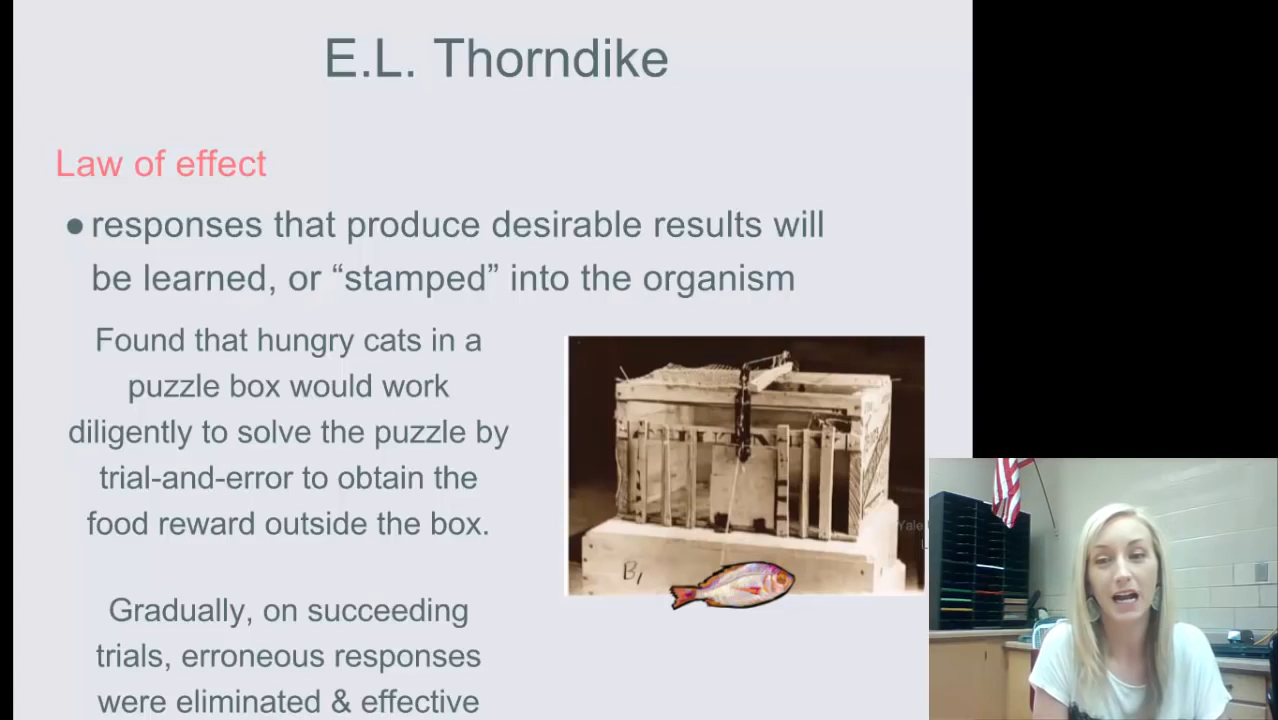 E.L. Thorndike
Law of effect
●responses that produce desirable results will
be learned, or “stamped” into the organism
Found that hungry cats in a
puzzle box would work
diligently to solve the puzzle by
trial-and-error to obtain the
food reward outside the box.
Gradually, on succeeding
trials, erroneous responses
were eliminated & effective
B₁
Yale